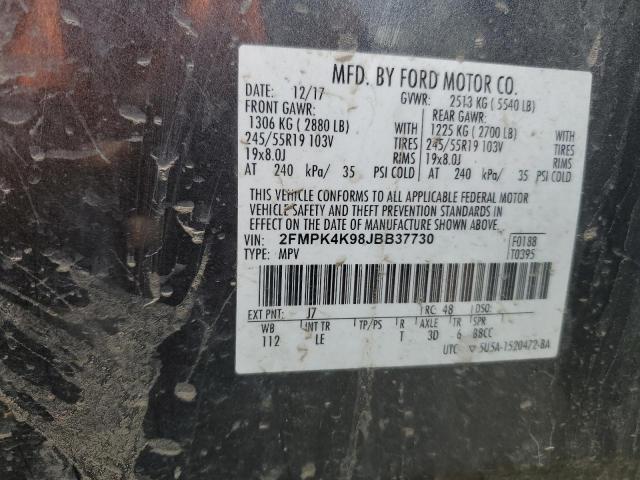 MFD. BY FORD MOTOR CO.
DATE: 12/17 GVWR: 2513 KG ( 5540 LB)
FRONT GAWR: REAR GAWR:
1306 KG ( 2880 LB) WITH 1225 KG ( 2700 LB) WITH
245/55R19 103V TIRES 245/55R19 103V TIRES
19x8.0J RIMS 19x8.0J RIMS
AT 240 kPa/ 35 PSI COLD AT 240 kPa/ 35 PSI COLD
THIS VEHICLE CONFORMS TO ALL APPLICABLE FEDERAL MOTOR
VEHICLE SAFETY AND THEFT PREVENTION STANDARDS IN
EFFECT ON THE DATE OF MANUFACTURE SHOWN ABOVE.
VIN: 2FMPK4K98JBB37730 F0188
TYPE: MPV T0395
EXT PNT: J7 RC: 48 DSO:
WB INT TR TP/PS R AXLE TR SPR
112 LE T 3D 6 BBCC
UTC ▽ 5U5A-1520472-BA